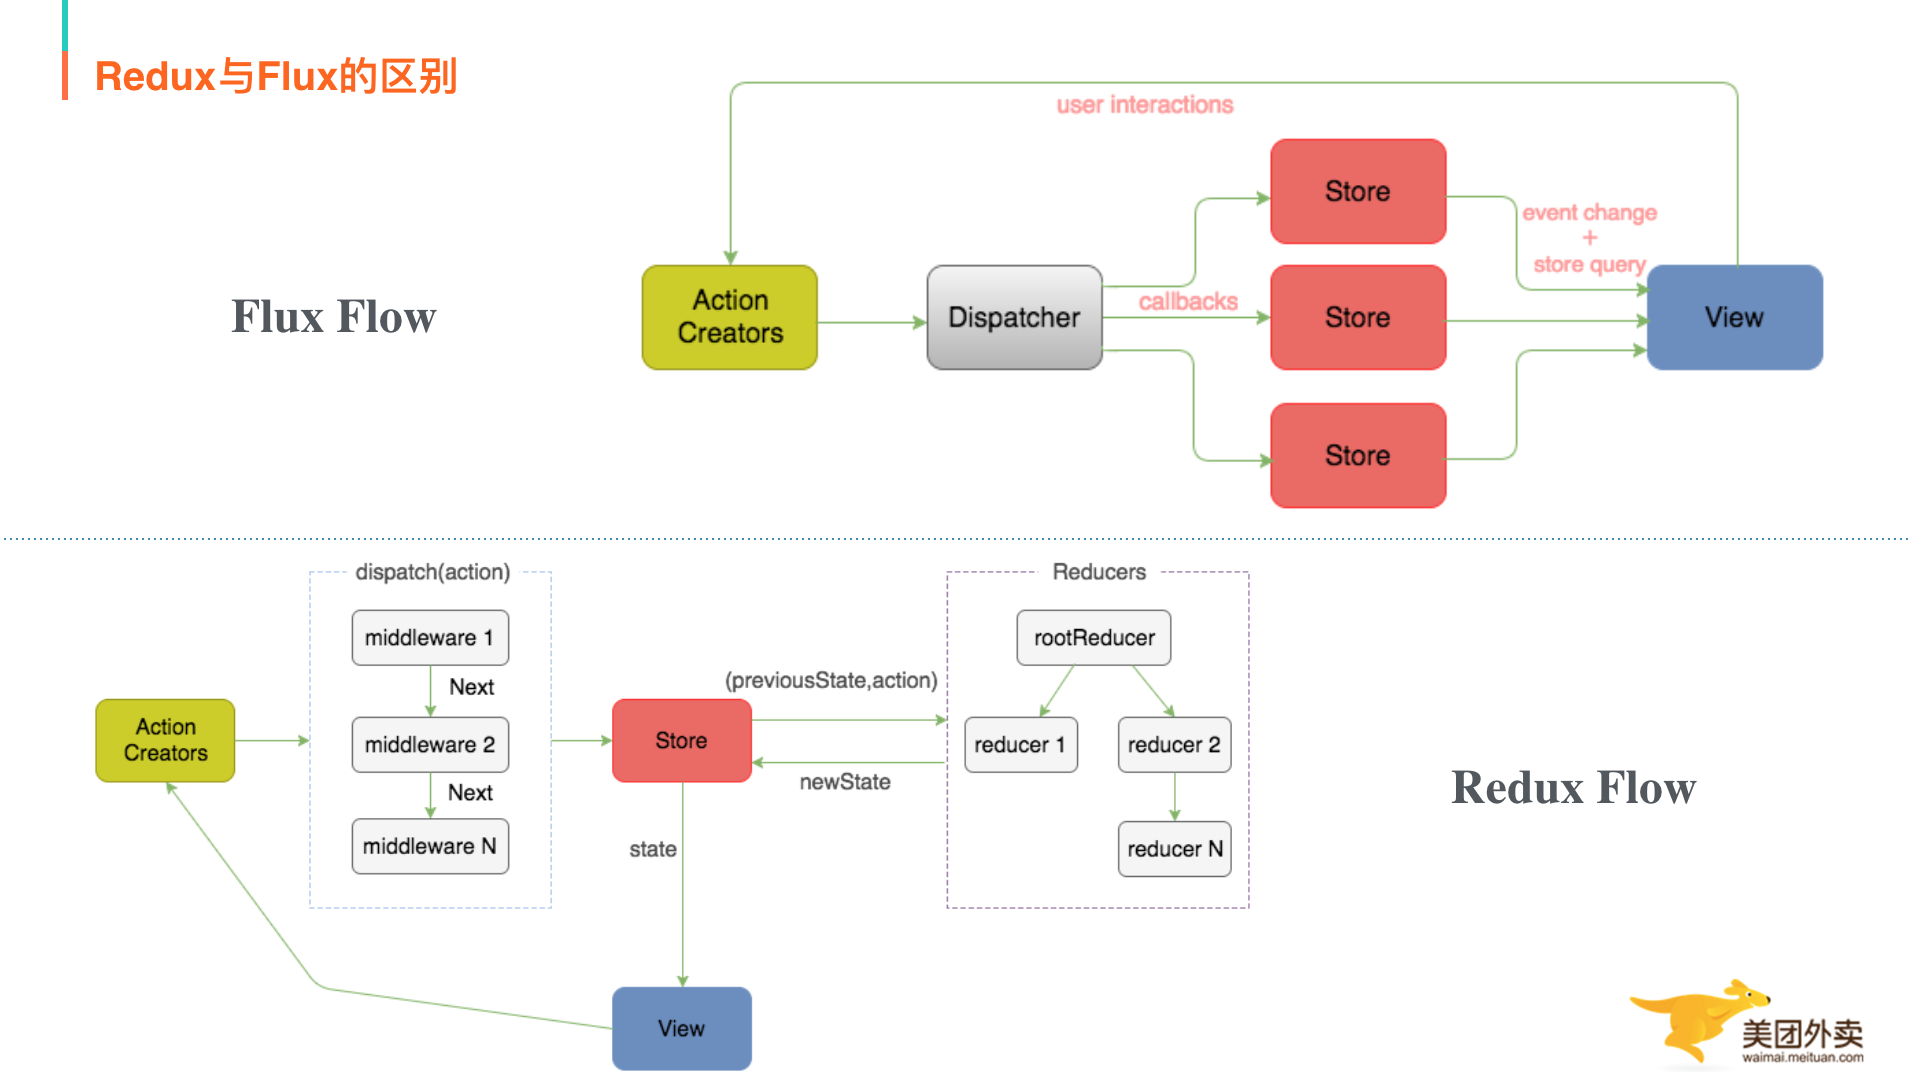 Redux与Flux的区别
user interactions
Store
event change
+
store query
Flux Flow
Action
Creators
Dispatcher
callbacks
Store
View
Store
dispatch(action)
middleware 1
Next
middleware 2
Next
middleware N
Action
Creators
Store
(previousState,action)
newState
state
View
Reducers
rootReducer
reducer 1
reducer 2
reducer N
Redux Flow
美团外卖
waimai.meituan.com